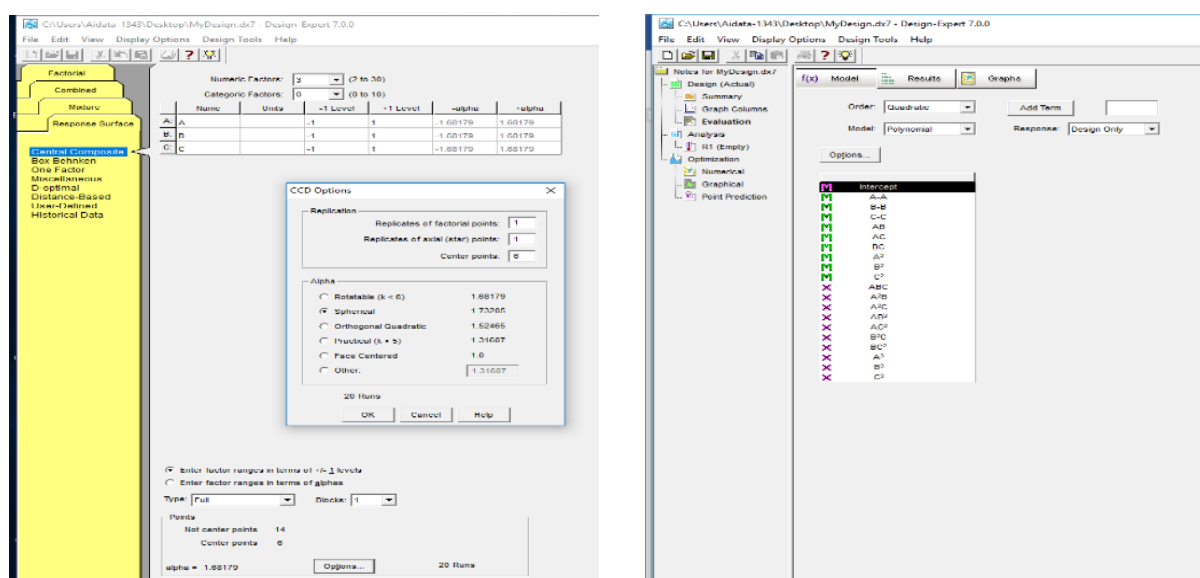 C:\Users\Aidata-1343\Desktop\MyDesign.dx7 - Design-Expert 7.0.0
File Edit View Display Options Design Tools Help
Factorial
Combined
Mixture
Response Surface
Central Composite
Box-Behnken
One Factor
Miscellaneous
D-optimal
Distance-Based
User-Defined
Historical Data
Numeric Factors: 3 (2 to 30)
Categoric Factors: 0 (0 to 10)
Name Units -1 Level +1 Level -alpha +alpha
A: A -1 1 -1.68179 1.68179
B: B -1 1 -1.68179 1.68179
C: C -1 1 -1.68179 1.68179
CCD Options
Replication
Replicates of factorial points: 1
Replicates of axial (star) points: 1
Center points: 6
Alpha
Rotatable (k < 6) 1.68179
Spherical 1.73205
Orthogonal Quadratic 1.52465
Practical (k > 5) 1.31607
Face Centered 1.0
Other: 1.31607
20 Runs
OK Cancel Help
Enter factor ranges in terms of +/- 1 levels
Enter factor ranges in terms of alphas
Type: Full Blocks: 1
Points
Not center points 14
Center points 6
alpha = 1.68179 Options... 20 Runs
C:\Users\Aidata-1343\Desktop\MyDesign.dx7 - Design-Expert 7.0.0
File Edit View Display Options Design Tools Help
Notes for MyDesign.dx7
Design (Actual)
Summary
Graph Columns
Evaluation
Analysis
R1 (Empty)
Optimization
Numerical
Graphical
Point Prediction
f(x) Model Results Graphs
Order: Quadratic Add Term
Model: Polynomial Response: Design Only
Options...
M Intercept
M A-A
M B-B
M C-C
M AB
M AC
M BC
M A²
M B²
M C²
X ABC
X A²B
X A²C
X AB²
X AC²
X B²C
X BC²
X A³
X B³
X C³